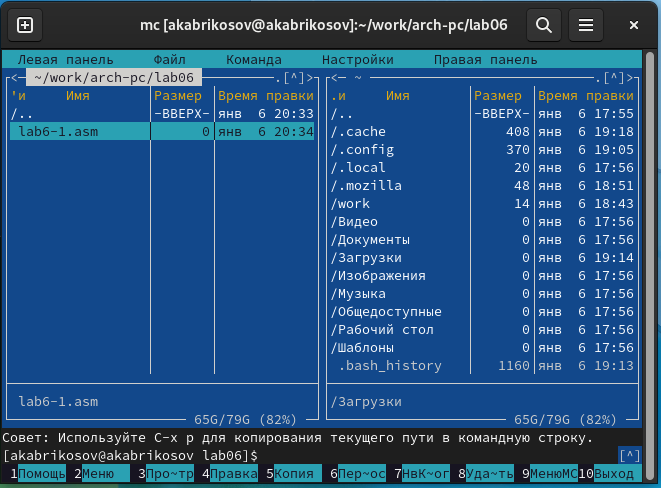 mc [akabrikosov@akabrikosov]:~/work/arch-pc/lab06
Левая панель Файл Команда Настройки Правая панель
<─ ~/work/arch-pc/lab06 .[^]> <─ ~ .[^]>
'и Имя Размер Время правки .и Имя Размер Время правки
/.. -ВВЕРХ- янв 6 20:33 /.. -ВВЕРХ- янв 6 17:55
lab6-1.asm 0 янв 6 20:34 /.cache 408 янв 6 19:18
/.config 370 янв 6 19:05
/.local 20 янв 6 17:56
/.mozilla 48 янв 6 18:51
/work 14 янв 6 18:43
/Видео 0 янв 6 17:56
/Документы 0 янв 6 17:56
/Загрузки 0 янв 6 19:14
/Изображения 0 янв 6 17:56
/Музыка 0 янв 6 17:56
/Общедоступные 0 янв 6 17:56
/Рабочий стол 0 янв 6 17:56
/Шаблоны 0 янв 6 17:56
.bash_history 1160 янв 6 19:13
lab6-1.asm /Загрузки
65G/79G (82%) 65G/79G (82%)
Совет: Используйте C-x p для копирования текущего пути в командную строку.
[akabrikosov@akabrikosov lab06]$ [^]
1Помощь 2Меню 3Про~тр 4Правка 5Копия 6Пер~ос 7НвК~ог 8Уда~ть 9МенюMC 10Выход